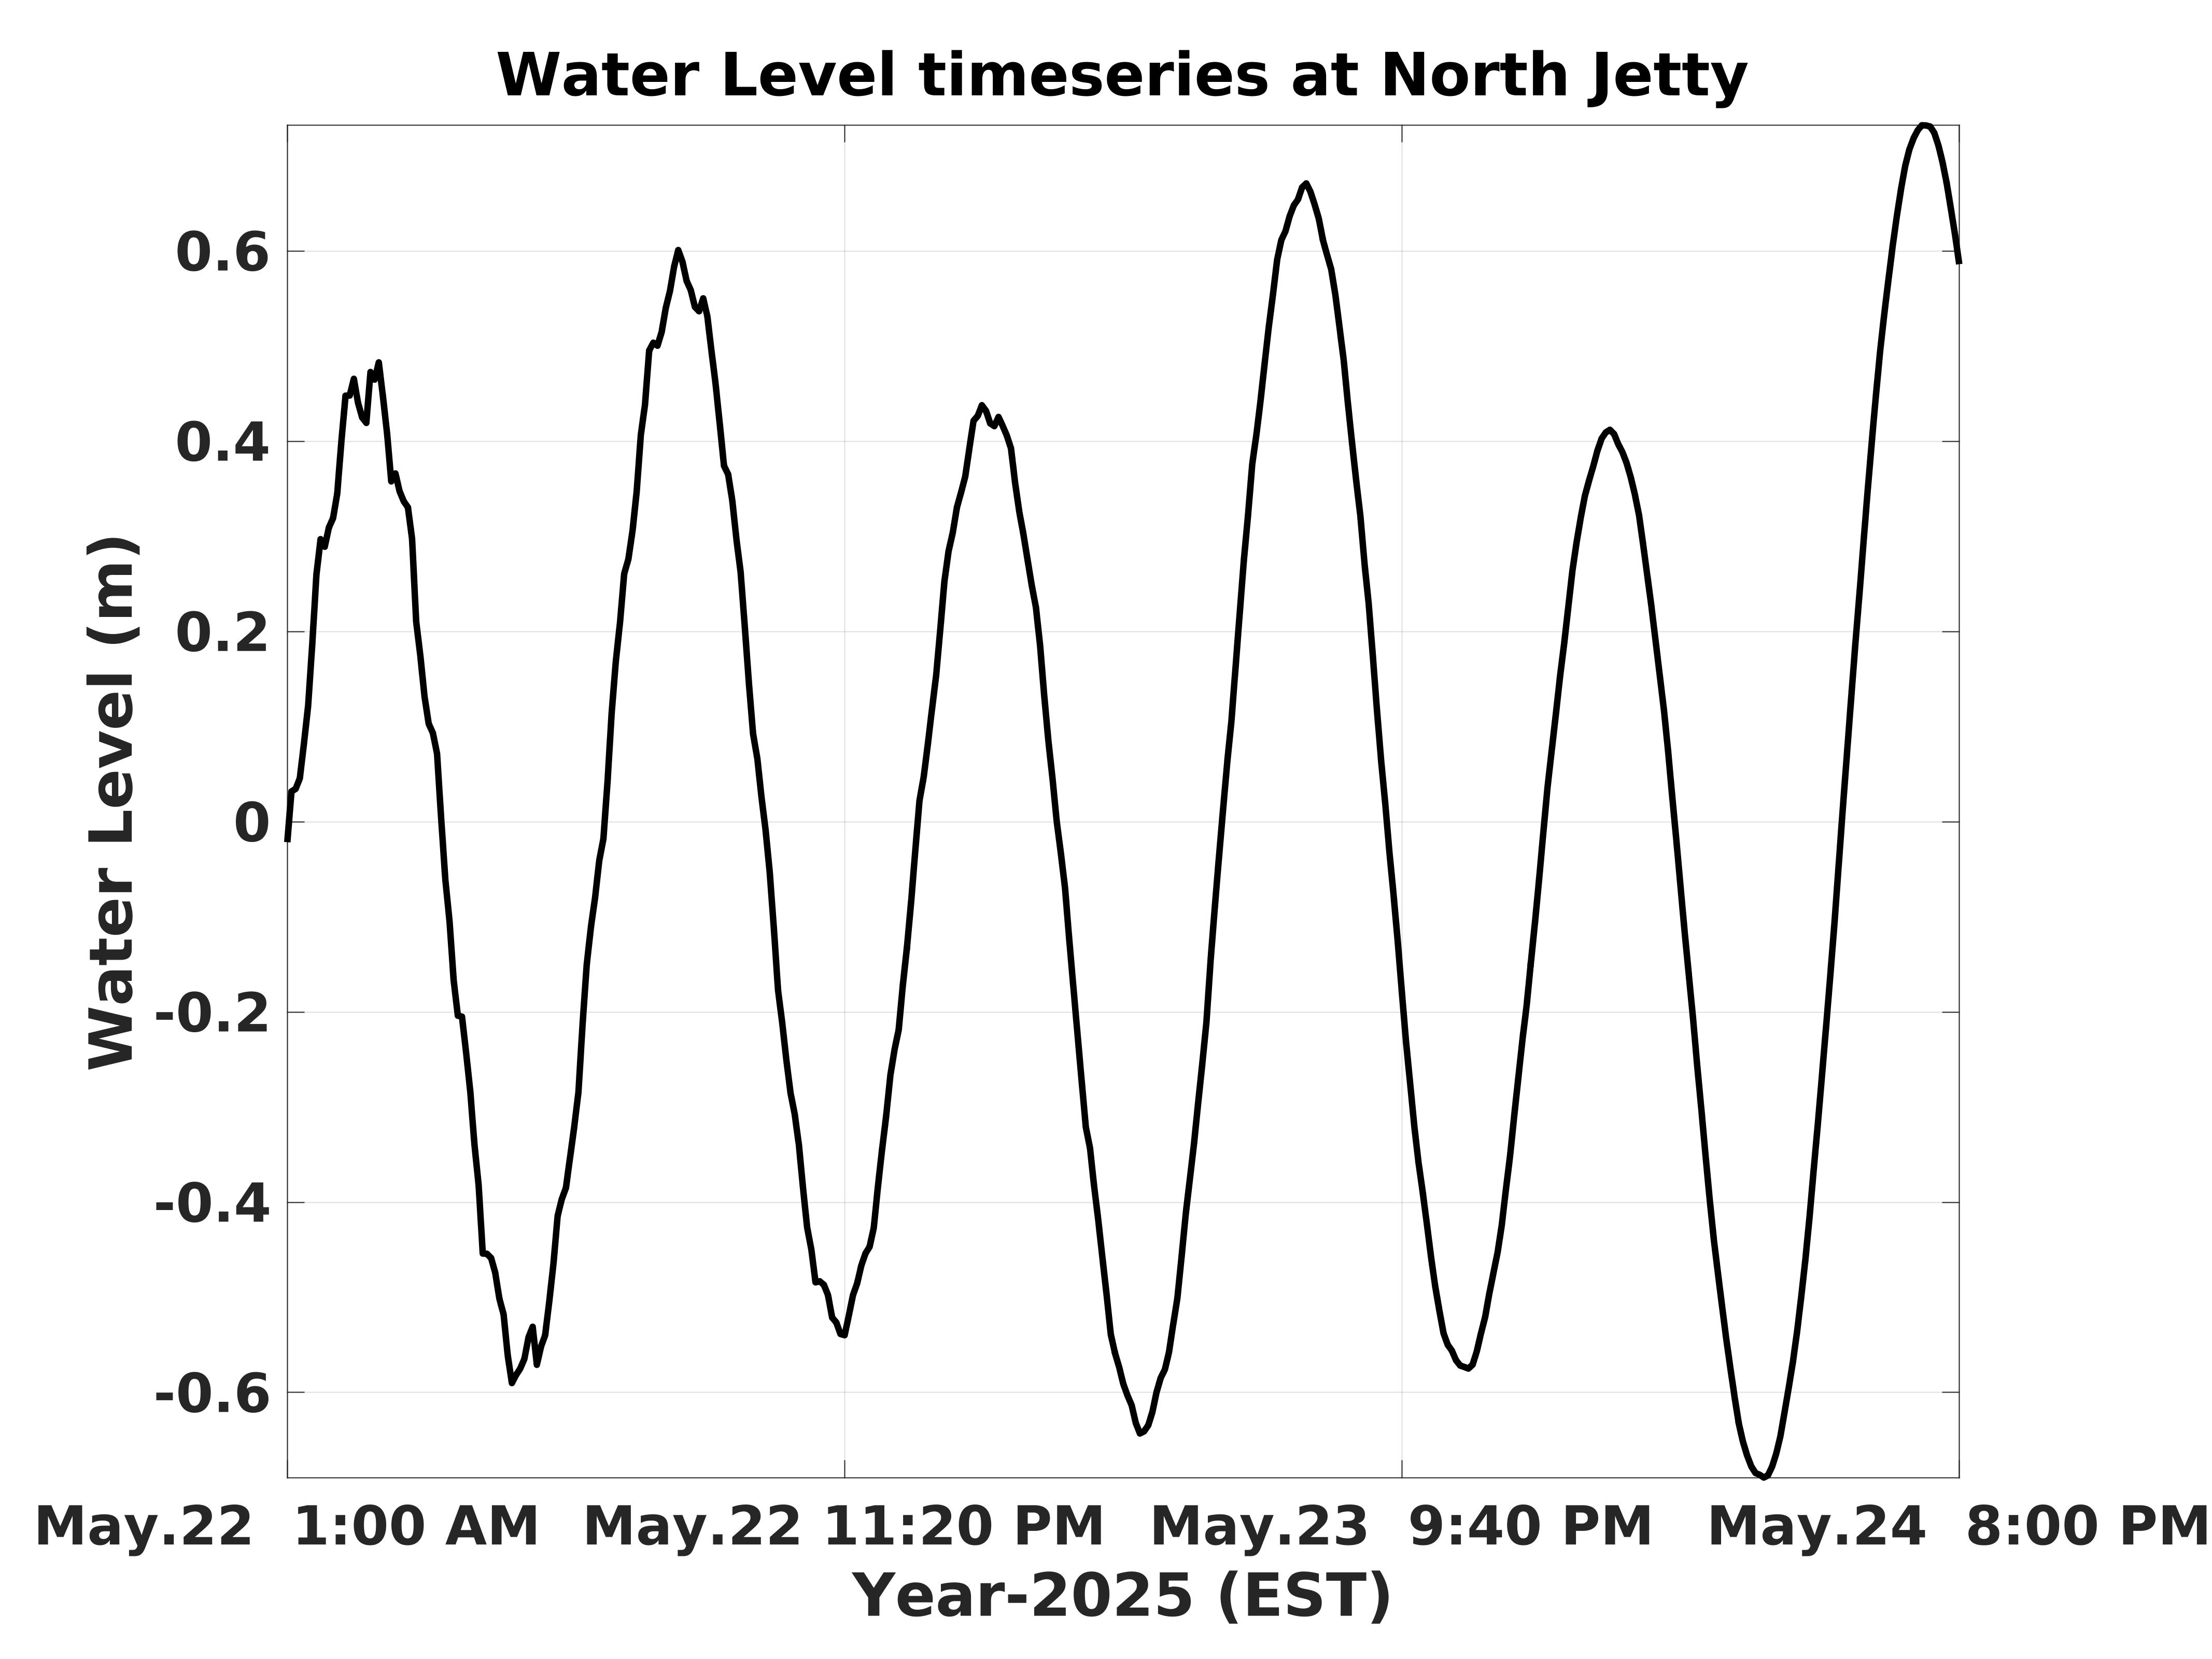 Water Level timeseries at North Jetty
Water Level (m)
0.6
0.4
0.2
0
-0.2
-0.4
-0.6
May.22  1:00 AM May.22 11:20 PM May.23  9:40 PM May.24  8:00 PM
Year-2025 (EST)